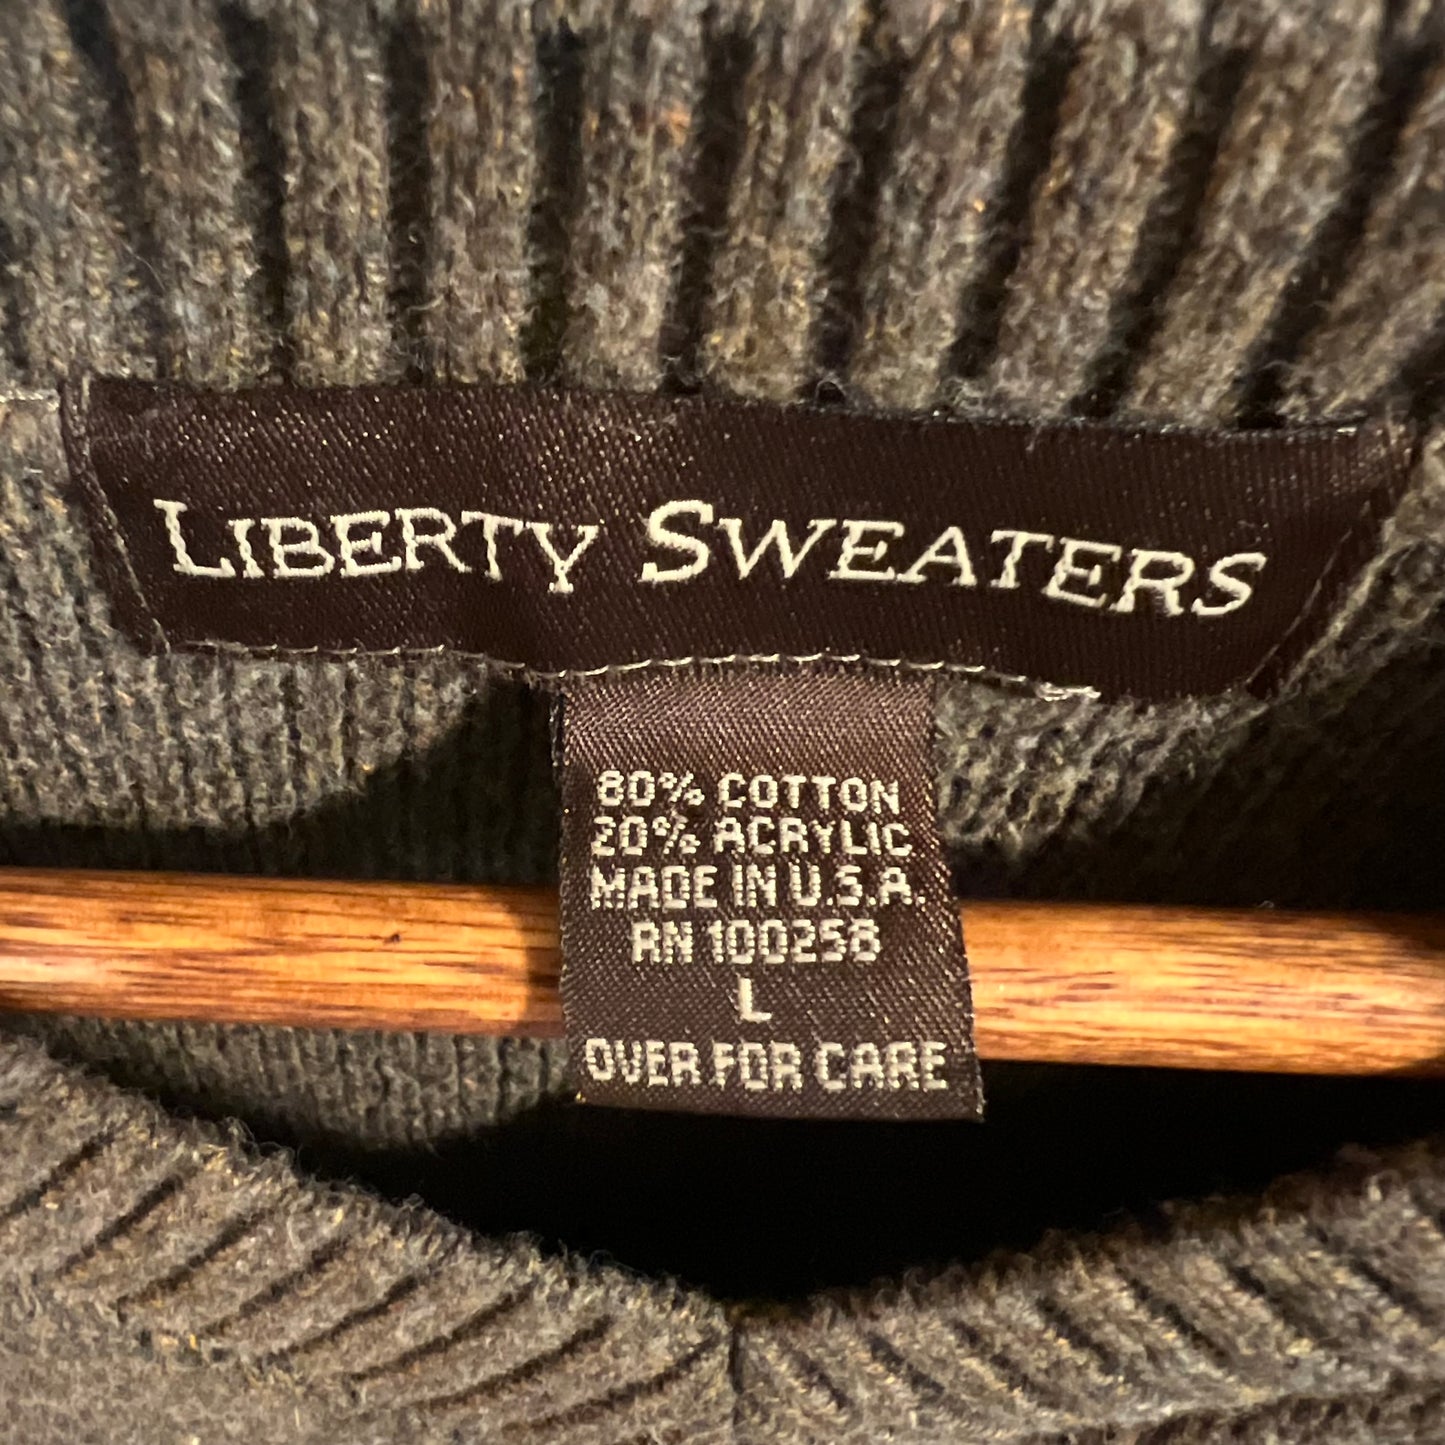 LIBERTY SWEATERS
80% COTTON
20% ACRYLIC
MADE IN U.S.A.
RN 100258
L
OVER FOR CARE